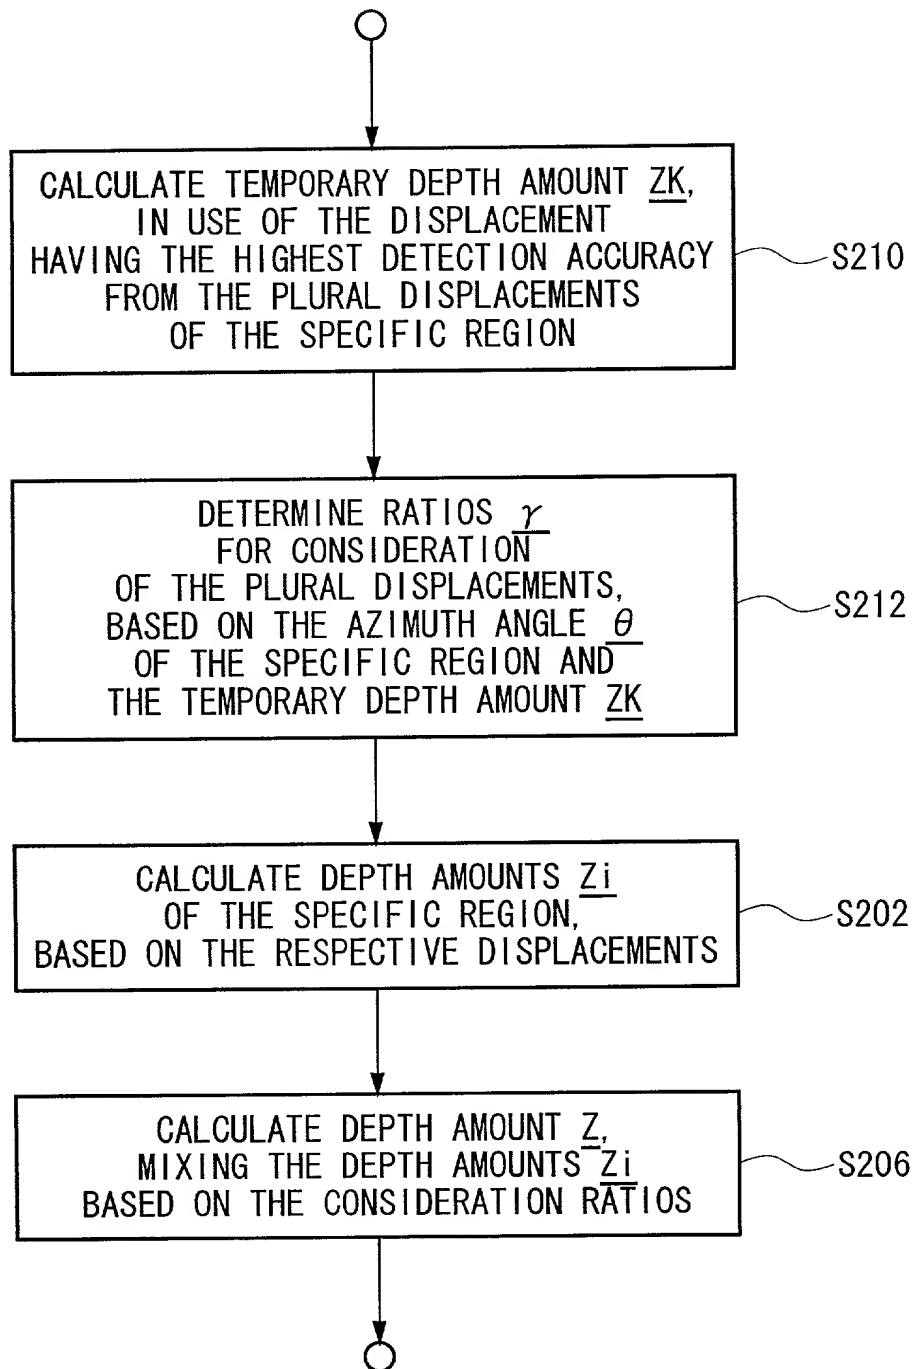 CALCULATE TEMPORARY DEPTH AMOUNT ZK,
IN USE OF THE DISPLACEMENT
HAVING THE HIGHEST DETECTION ACCURACY
FROM THE PLURAL DISPLACEMENTS
OF THE SPECIFIC REGION
S210
DETERMINE RATIOS γ
FOR CONSIDERATION
OF THE PLURAL DISPLACEMENTS,
BASED ON THE AZIMUTH ANGLE θ
OF THE SPECIFIC REGION AND
THE TEMPORARY DEPTH AMOUNT ZK
S212
CALCULATE DEPTH AMOUNTS Zi
OF THE SPECIFIC REGION,
BASED ON THE RESPECTIVE DISPLACEMENTS
S202
CALCULATE DEPTH AMOUNT Z,
MIXING THE DEPTH AMOUNTS Zi
BASED ON THE CONSIDERATION RATIOS
S206